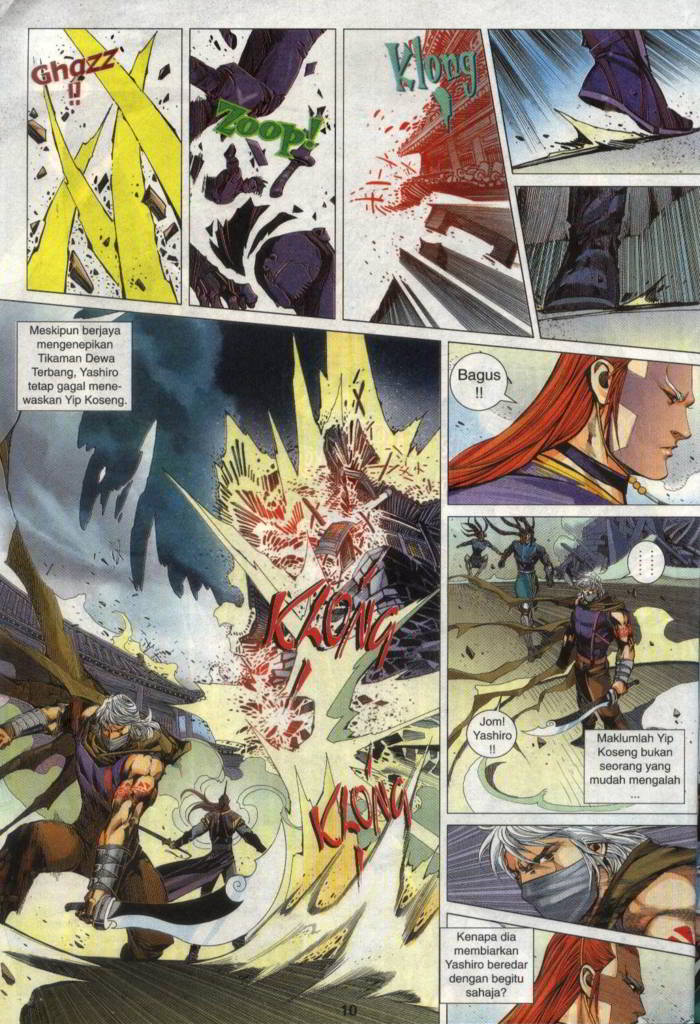 Ghazz
!!
Zoop!
Klong
!
Meskipun berjaya
mengenepikan
Tikaman Dewa
Terbang, Yashiro
tetap gagal mene-
waskan Yip Koseng.
KLONG
!
KLONG
!
Bagus
!!
......
Jom!
Yashiro
!!
Maklumlah Yip
Koseng bukan
seorang yang
mudah mengalah
...
Kenapa dia
membiarkan
Yashiro beredar
dengan begitu
sahaja?
10